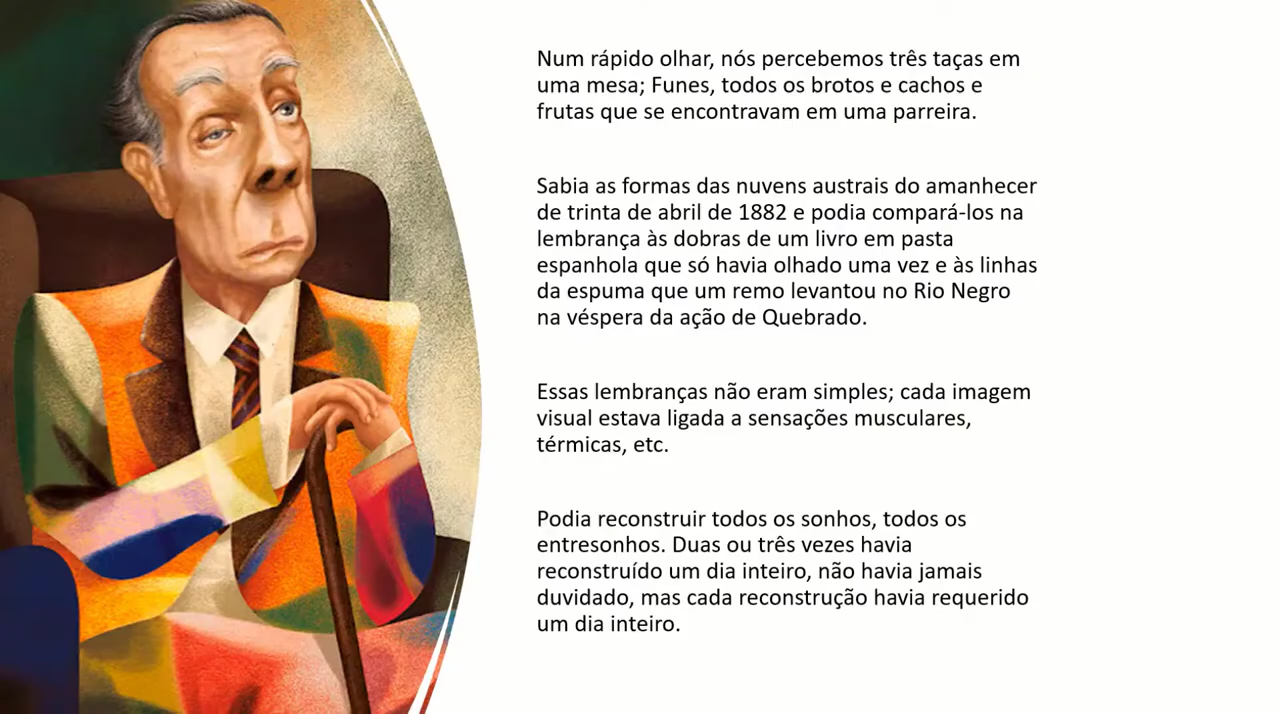 Num rápido olhar, nós percebemos três taças em
uma mesa; Funes, todos os brotos e cachos e
frutas que se encontravam em uma parreira.
Sabia as formas das nuvens austrais do amanhecer
de trinta de abril de 1882 e podia compará-los na
lembrança às dobras de um livro em pasta
espanhola que só havia olhado uma vez e às linhas
da espuma que um remo levantou no Rio Negro
na véspera da ação de Quebrado.
Essas lembranças não eram simples; cada imagem
visual estava ligada a sensações musculares,
térmicas, etc.
Podia reconstruir todos os sonhos, todos os
entresonhos. Duas ou três vezes havia
reconstruído um dia inteiro, não havia jamais
duvidado, mas cada reconstrução havia requerido
um dia inteiro.